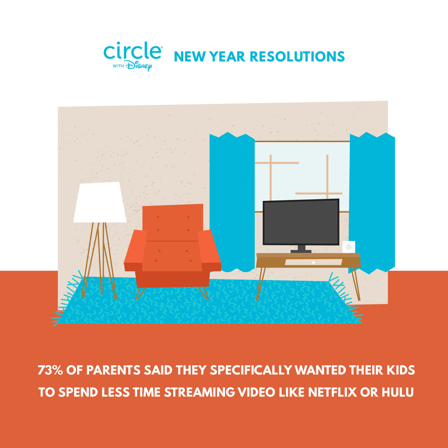 circle
WITH Disney
NEW YEAR RESOLUTIONS
73% OF PARENTS SAID THEY SPECIFICALLY WANTED THEIR KIDS
TO SPEND LESS TIME STREAMING VIDEO LIKE NETFLIX OR HULU